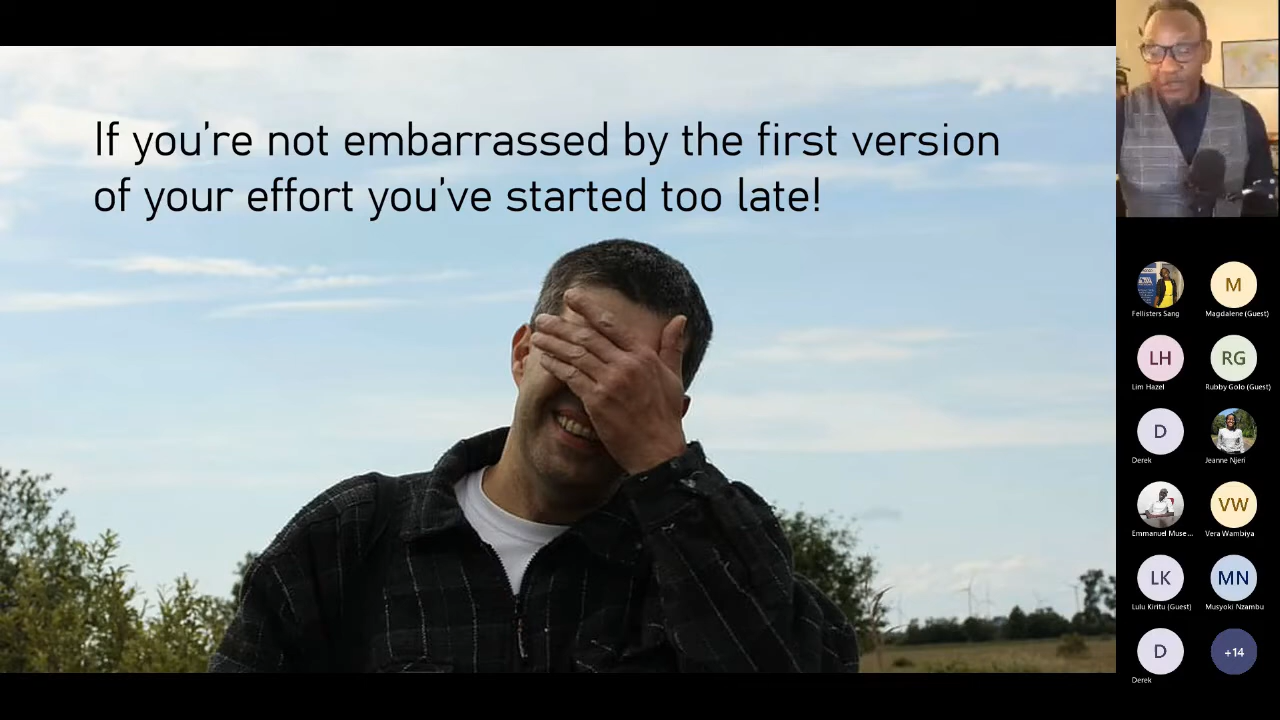 If you're not embarrassed by the first version
of your effort you've started too late!
Fellisters Sang
M
Magdalene (Guest)
LH
Lim Hazel
RG
Rubby Golo (Guest)
D
Derek
Jeanne Njeri
Emmanuel Muse...
VW
Vera Wambiya
LK
Lulu Kiritu (Guest)
MN
Musyoki Nzambu
D
Derek
+14